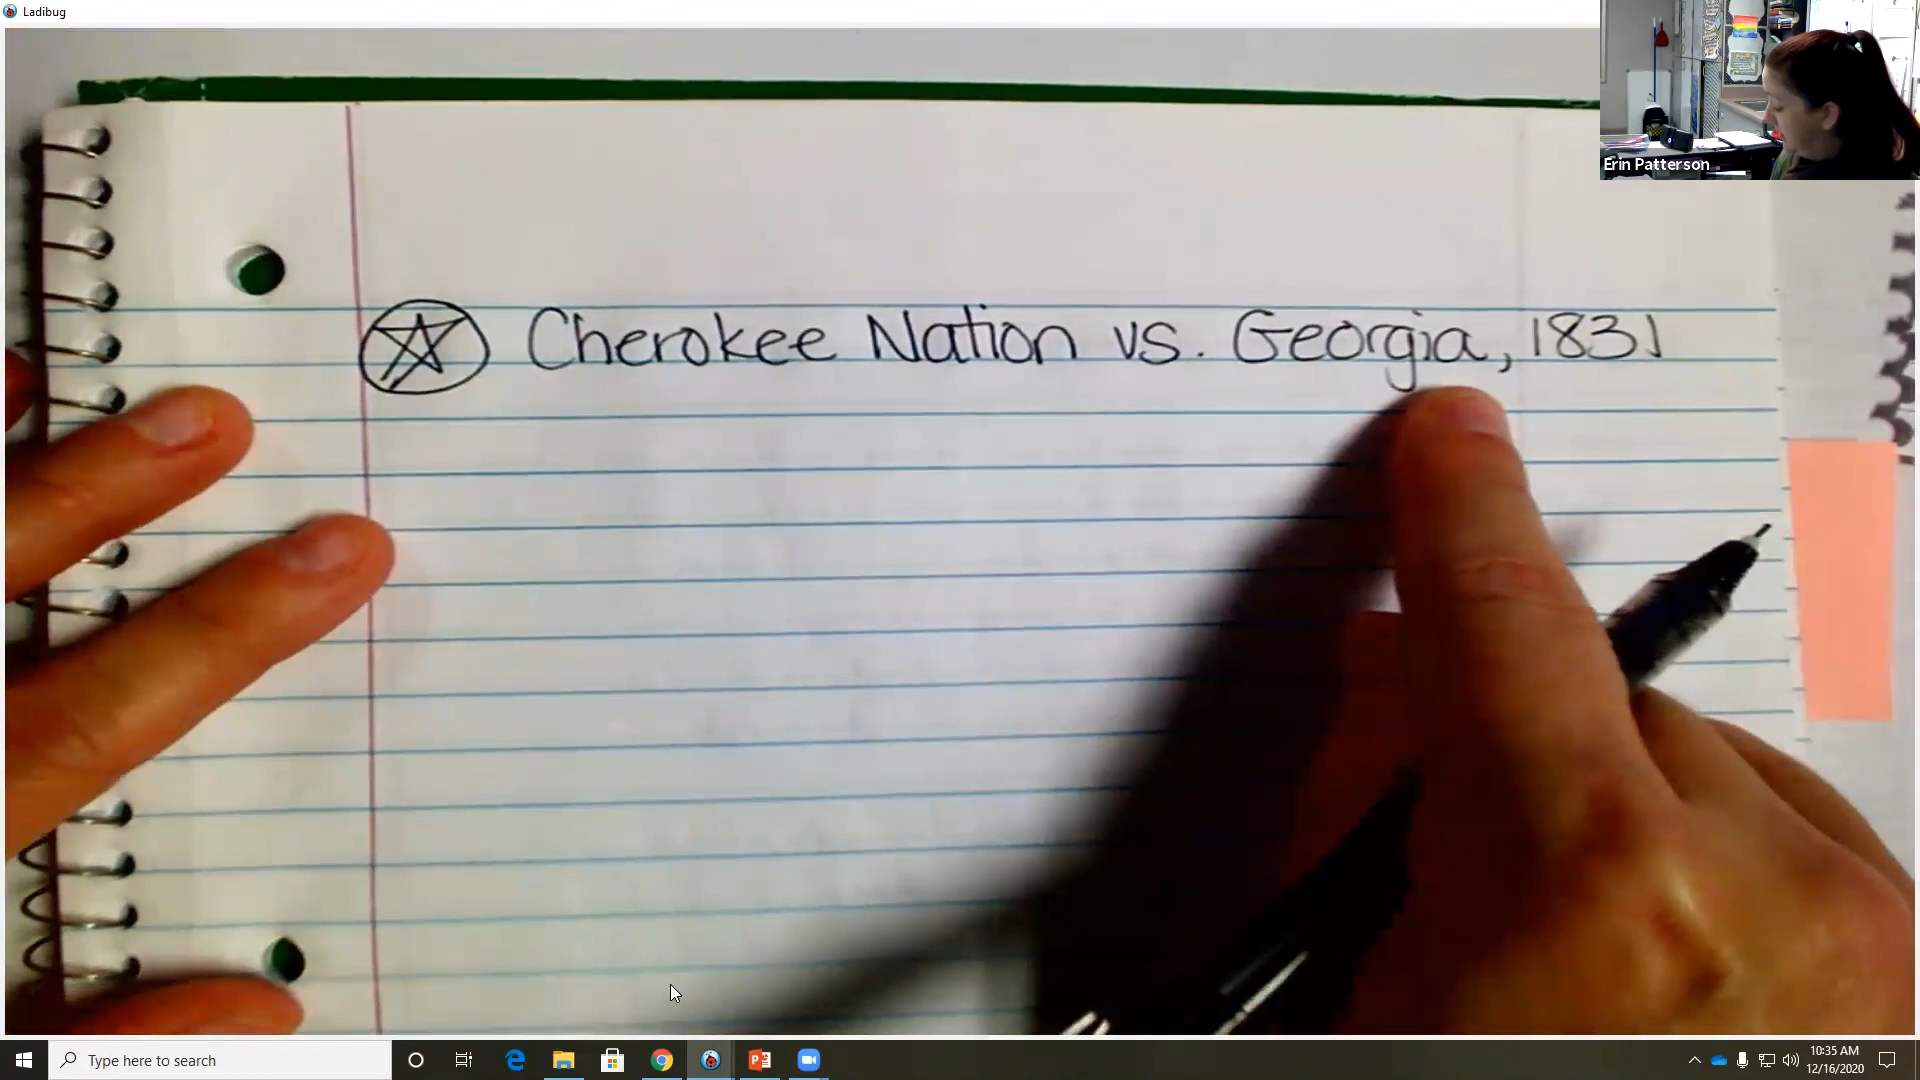 Ladibug
Erin Patterson
Cherokee Nation vs. Georgia, 1831
Type here to search
10:35 AM
12/16/2020